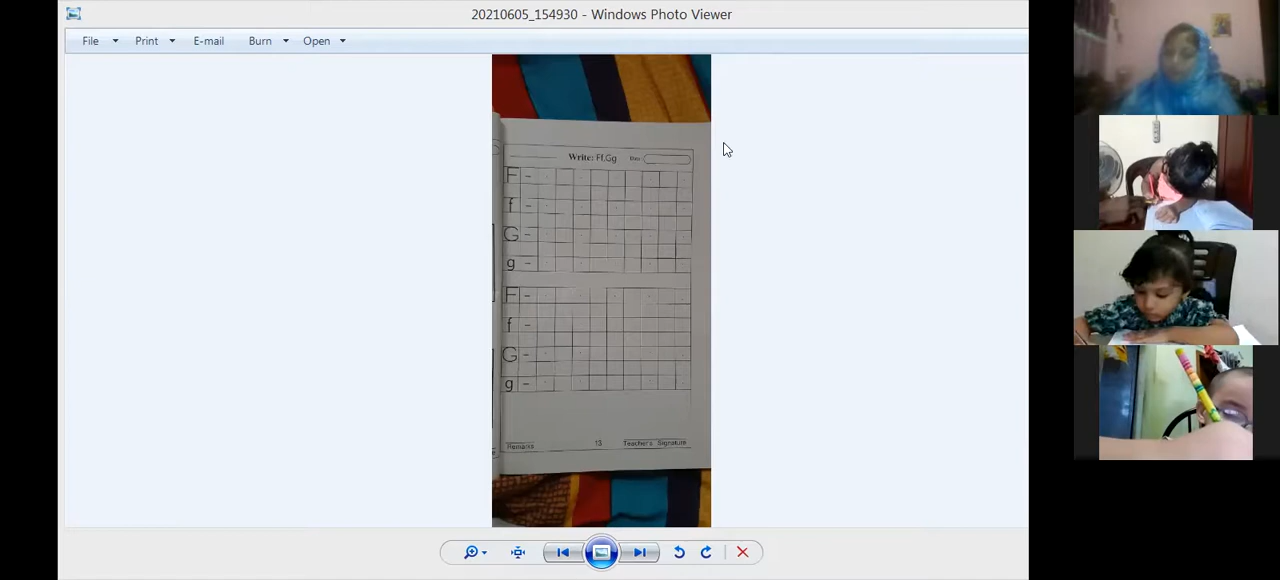 20210605_154930 - Windows Photo Viewer
File Print E-mail Burn Open
Write: Ff,Gg
F -
f -
G -
g -
F -
f -
G -
g -
Remarks 13 Teacher's Signature